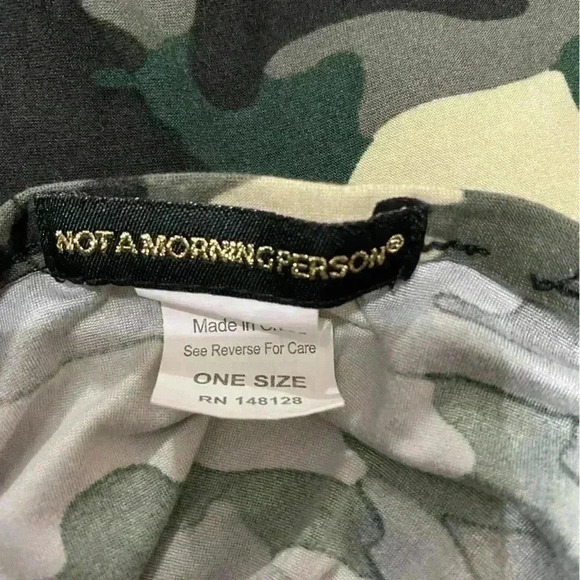 NOTAMORNINGPERSON®
Made in
See Reverse For Care
ONE SIZE
RN 148128